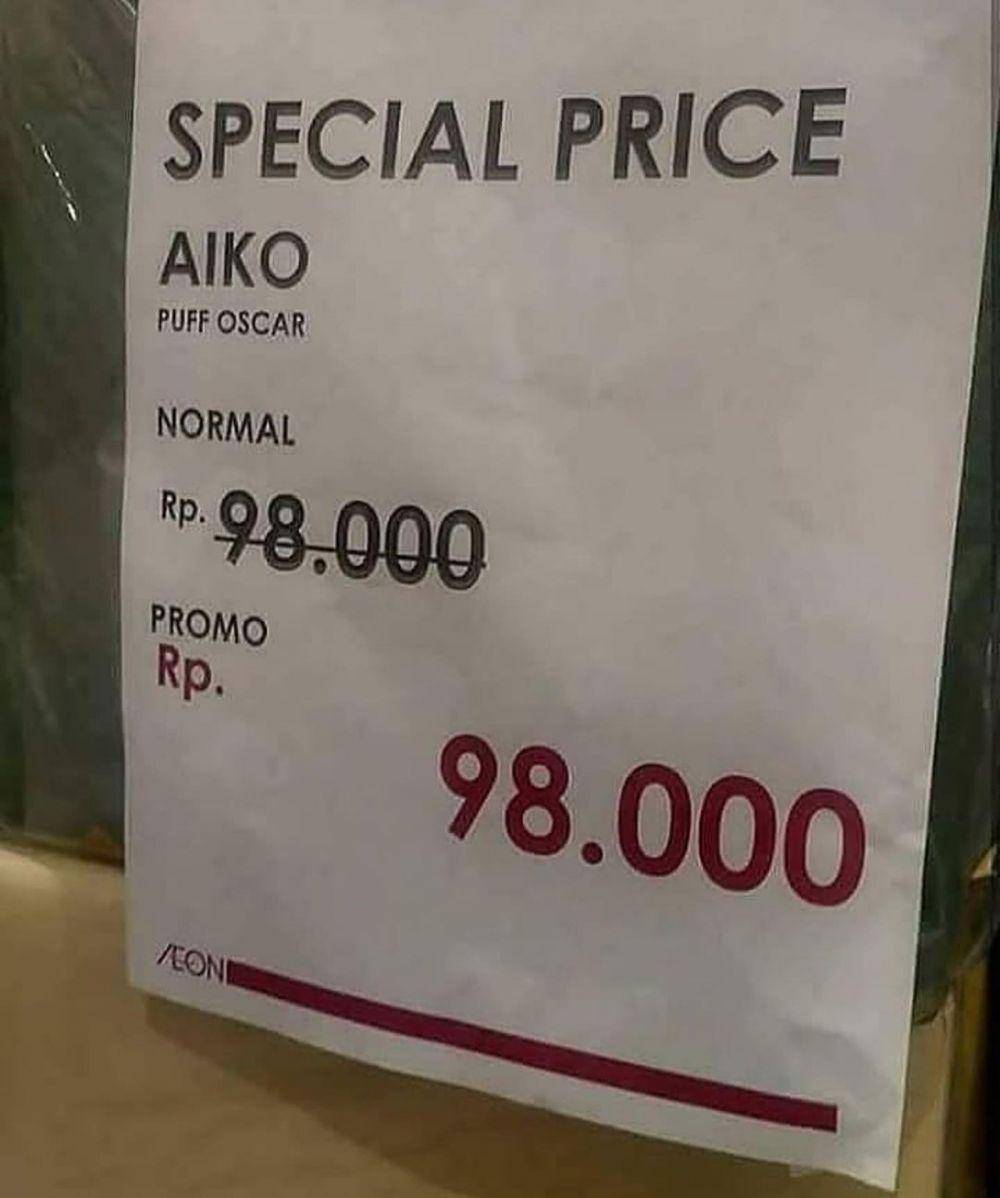 SPECIAL PRICE
AIKO
PUFF OSCAR
NORMAL
Rp. 98.000
PROMO
Rp.
98.000
ÆON